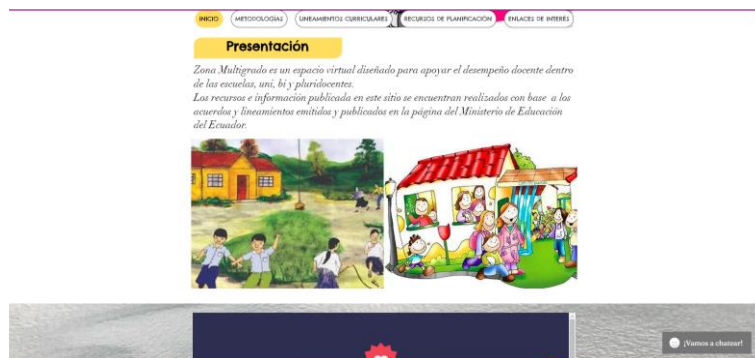 INICIO
METODOLOGÍAS
LINEAMIENTOS CURRICULARES
RECURSOS DE PLANIFICACIÓN
ENLACES DE INTERÉS
Presentación
Zona Multigrado es un espacio virtual diseñado para apoyar el desempeño docente dentro
de las escuelas, uni, bi y pluridocentes.
Los recursos e información publicada en este sitio se encuentran realizados con base a los
acuerdos y lineamientos emitidos y publicados en la página del Ministerio de Educación
del Ecuador.
¡Vamos a chatear!